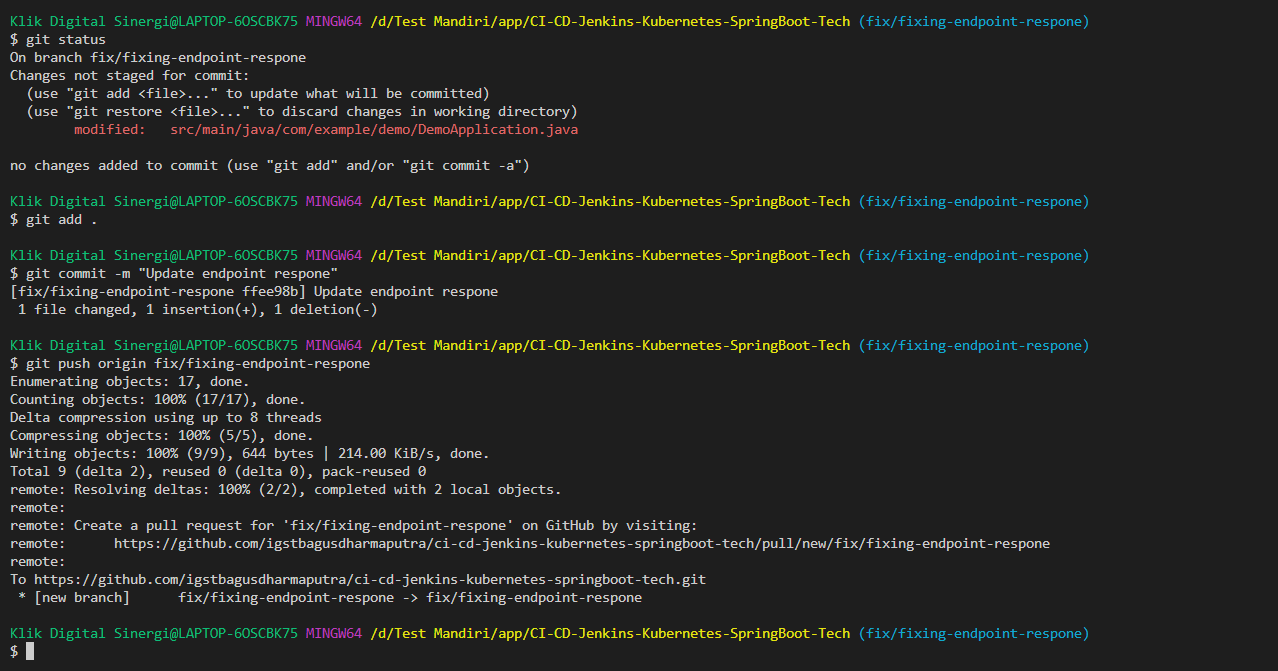 Klik Digital Sinergi@LAPTOP-6OSCBK75 MINGW64 /d/Test Mandiri/app/CI-CD-Jenkins-Kubernetes-SpringBoot-Tech (fix/fixing-endpoint-respone)
$ git status
On branch fix/fixing-endpoint-respone
Changes not staged for commit:
  (use "git add <file>..." to update what will be committed)
  (use "git restore <file>..." to discard changes in working directory)
        modified:   src/main/java/com/example/demo/DemoApplication.java

no changes added to commit (use "git add" and/or "git commit -a")

Klik Digital Sinergi@LAPTOP-6OSCBK75 MINGW64 /d/Test Mandiri/app/CI-CD-Jenkins-Kubernetes-SpringBoot-Tech (fix/fixing-endpoint-respone)
$ git add .

Klik Digital Sinergi@LAPTOP-6OSCBK75 MINGW64 /d/Test Mandiri/app/CI-CD-Jenkins-Kubernetes-SpringBoot-Tech (fix/fixing-endpoint-respone)
$ git commit -m "Update endpoint respone"
[fix/fixing-endpoint-respone ffee98b] Update endpoint respone
 1 file changed, 1 insertion(+), 1 deletion(-)

Klik Digital Sinergi@LAPTOP-6OSCBK75 MINGW64 /d/Test Mandiri/app/CI-CD-Jenkins-Kubernetes-SpringBoot-Tech (fix/fixing-endpoint-respone)
$ git push origin fix/fixing-endpoint-respone
Enumerating objects: 17, done.
Counting objects: 100% (17/17), done.
Delta compression using up to 8 threads
Compressing objects: 100% (5/5), done.
Writing objects: 100% (9/9), 644 bytes | 214.00 KiB/s, done.
Total 9 (delta 2), reused 0 (delta 0), pack-reused 0
remote: Resolving deltas: 100% (2/2), completed with 2 local objects.
remote:
remote: Create a pull request for 'fix/fixing-endpoint-respone' on GitHub by visiting:
remote:      https://github.com/igstbagusdharmaputra/ci-cd-jenkins-kubernetes-springboot-tech/pull/new/fix/fixing-endpoint-respone
remote:
To https://github.com/igstbagusdharmaputra/ci-cd-jenkins-kubernetes-springboot-tech.git
 * [new branch]      fix/fixing-endpoint-respone -> fix/fixing-endpoint-respone

Klik Digital Sinergi@LAPTOP-6OSCBK75 MINGW64 /d/Test Mandiri/app/CI-CD-Jenkins-Kubernetes-SpringBoot-Tech (fix/fixing-endpoint-respone)
$